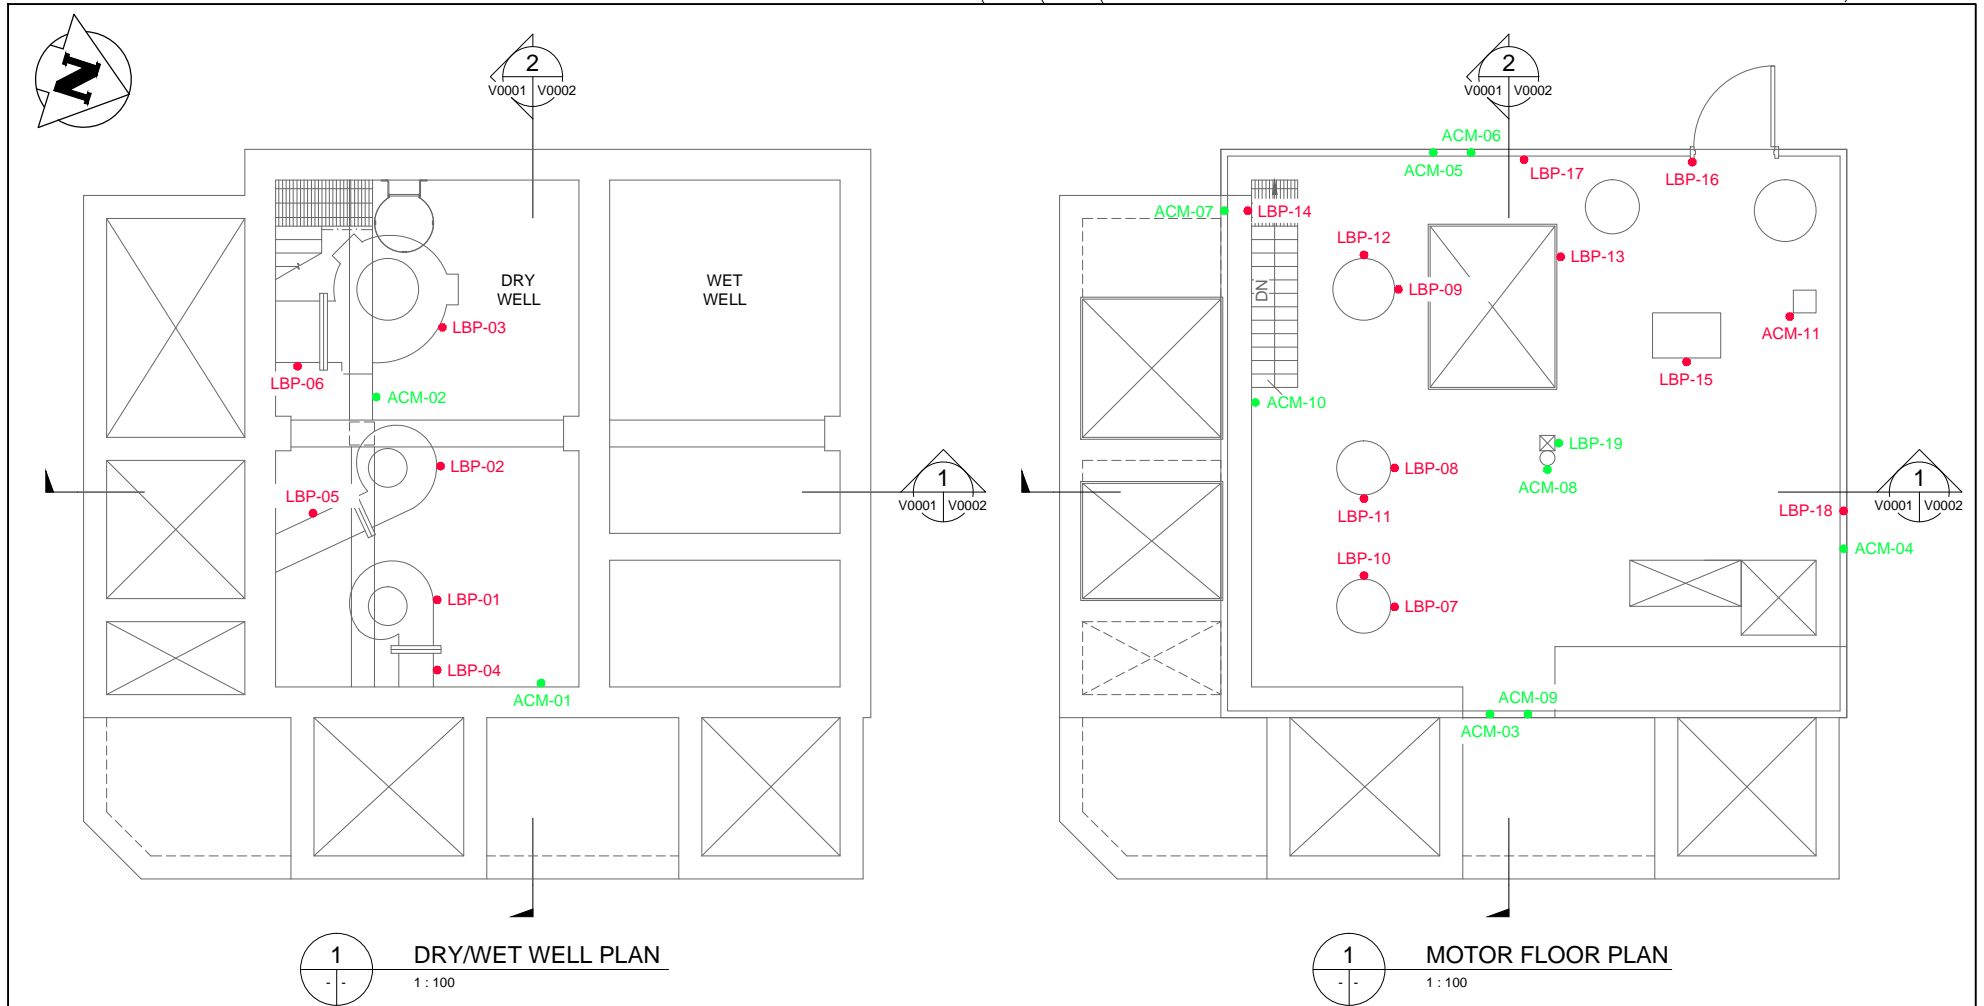 N
2
V0001 V0002
DRY
WELL
WET
WELL
LBP-03
LBP-06
ACM-02
LBP-02
LBP-05
1
V0001 V0002
LBP-01
LBP-04
ACM-01
1
- -
DRY/WET WELL PLAN
1 : 100
2
V0001 V0002
ACM-06
ACM-05
LBP-17
LBP-16
ACM-07
LBP-14
LBP-12
LBP-13
DN
LBP-09
ACM-11
LBP-15
ACM-10
LBP-19
LBP-08
ACM-08
LBP-11
LBP-18
1
V0001 V0002
ACM-04
LBP-10
LBP-07
ACM-09
ACM-03
1
- -
MOTOR FLOOR PLAN
1 : 100